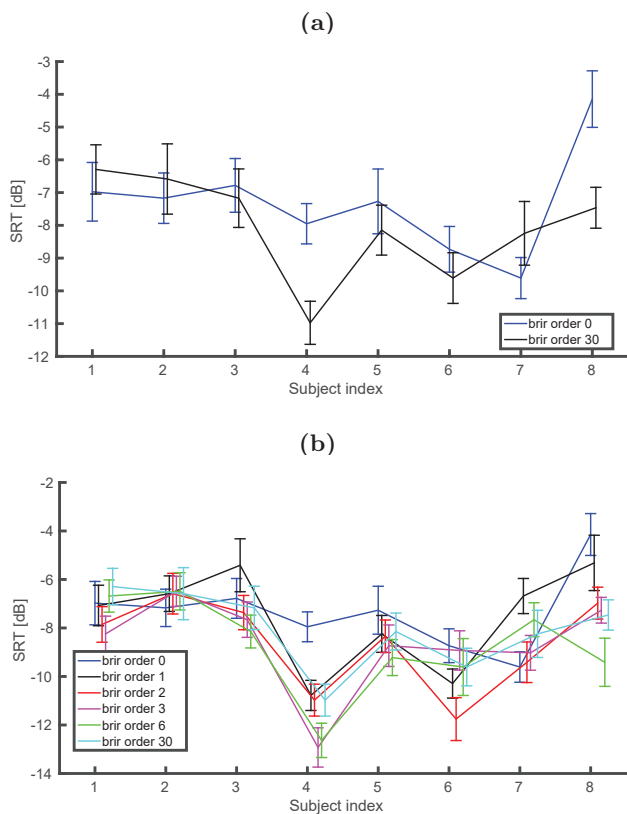 (a)
-3
-4
-5
-6
-7
-8
-9
-10
-11
-12
SRT [dB]
1 2 3 4 5 6 7 8
Subject index
brir order 0
brir order 30
(b)
-2
-4
-6
-8
-10
-12
-14
SRT [dB]
1 2 3 4 5 6 7 8
Subject index
brir order 0
brir order 1
brir order 2
brir order 3
brir order 6
brir order 30